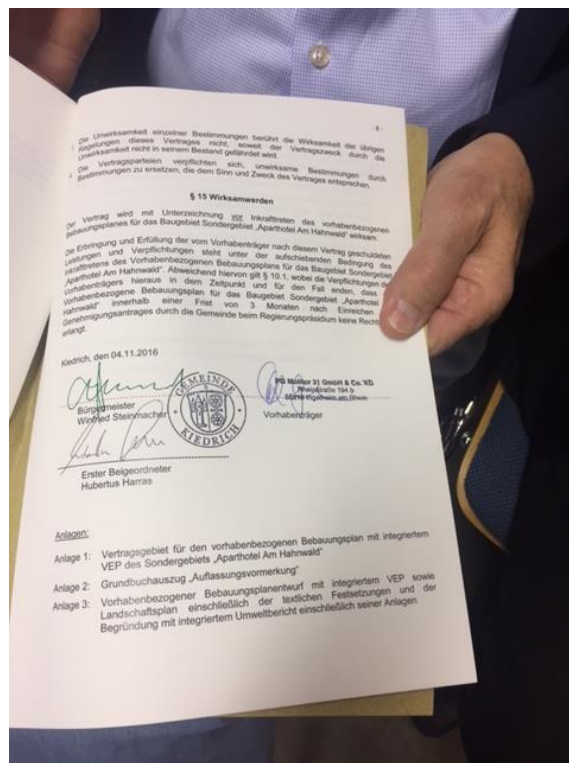 - 8 -
Die Unwirksamkeit einzelner Bestimmungen berührt die Wirksamkeit der übrigen
Regelungen dieses Vertrages nicht, soweit der Vertragszweck durch die
Unwirksamkeit nicht in seinem Bestand gefährdet wird.
Die Vertragsparteien verpflichten sich, unwirksame Bestimmungen durch
Bestimmungen zu ersetzen, die dem Sinn und Zweck des Vertrages entsprechen.
§ 15 Wirksamwerden
Der Vertrag wird mit Unterzeichnung vor Inkrafttreten des vorhabenbezogenen
Bebauungsplanes für das Baugebiet Sondergebiet „Aparthotel Am Hahnwald" wirksam.
Die Erbringung und Erfüllung der vom Vorhabenträger nach diesem Vertrag geschuldeten
Leistungen und Verpflichtungen steht unter der aufschiebenden Bedingung des
Inkrafttretens des Vorhabenbezogenen Bebauungsplans für das Baugebiet Sondergebiet
„Aparthotel Am Hahnwald". Abweichend hiervon gilt § 10.1, wobei die Verpflichtungen
Vorhabenträgers hieraus in dem Zeitpunkt und für den Fall enden, dass
Vorhabenbezogene Bebauungsplan für das Baugebiet Sondergebiet „Aparthotel
Hahnwald" innerhalb einer Frist von 3 Monaten nach Einreichen
Genehmigungsantrages durch die Gemeinde beim Regierungspräsidium keine
erlangt.
Kiedrich, den 04.11.2016
GEMEINDE
KIEDRICH
GmbH & Co. KG
194 b
am Rhein
Bürgermeister
Winfried Steinmacher
Vorhabenträger
Erster Beigeordneter
Hubertus Harras
Anlagen:
Anlage 1: Vertragsgebiet für den vorhabenbezogenen Bebauungsplan mit integriertem
VEP des Sondergebiets „Aparthotel Am Hahnwald"
Anlage 2: Grundbuchauszug „Auflassungsvormerkung"
Anlage 3: Vorhabenbezogener Bebauungsplanentwurf mit integriertem VEP sowie
Landschaftsplan einschließlich der textlichen Festsetzungen und der
Begründung mit integriertem Umweltbericht einschließlich seiner Anlagen